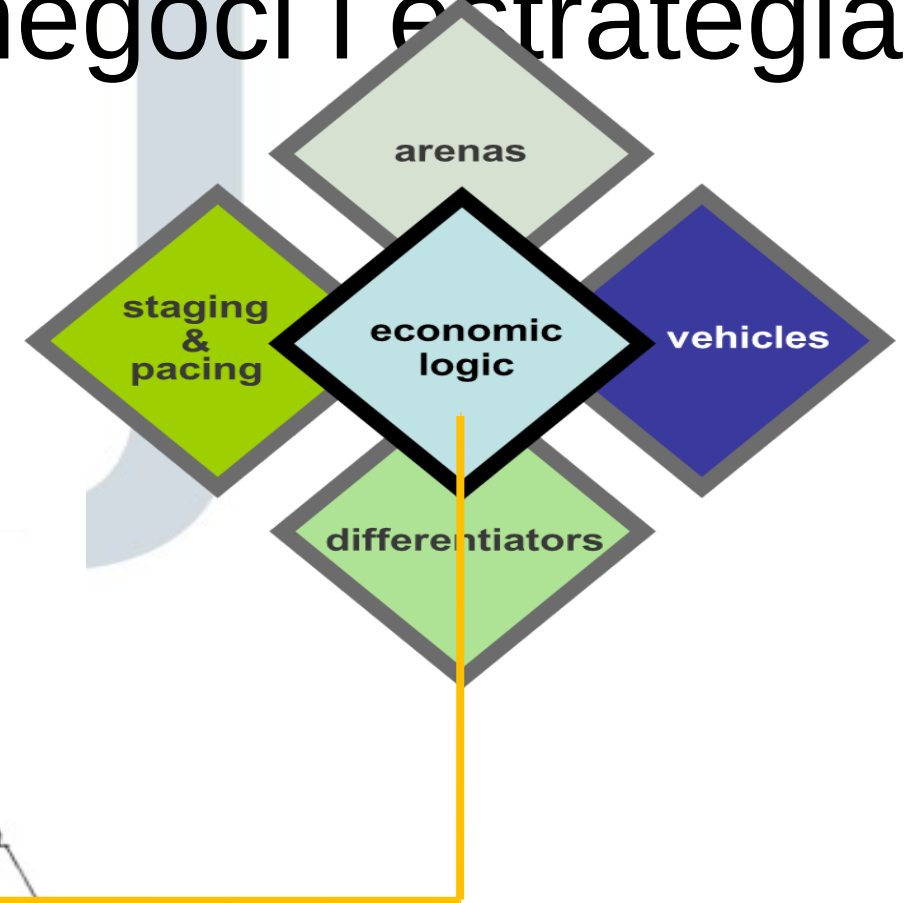 negoci i estratègia
arenas
staging
&
pacing
economic
logic
vehicles
differentiators